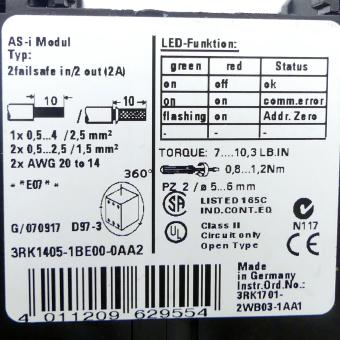 AS-i Modul
Typ:
2failsafe in/2 out (2A)
10
10
1x 0,5...4 / 2,5 mm²
2x 0,5...2,5 / 1,5 mm²
2x AWG 20 to 14
* *E07* *
360°
G/070917 D97-3
3RK1405-1BE00-0AA2
LED-Funktion:
green red Status
on off ok
on on comm.error
flashing on Addr. Zero
- - -
- - -
TORQUE: 7....10,3 LB.IN
0,8...1,2Nm
PZ 2 / ø 5...6mm
SA LISTED 165C
IND.CONT.EQ
N117
UL Class II
Circuit only
Open Type
Made in Germany
Instr.Ord.No.:
3RK1701-
2WB03-1AA1
4 011209 629554